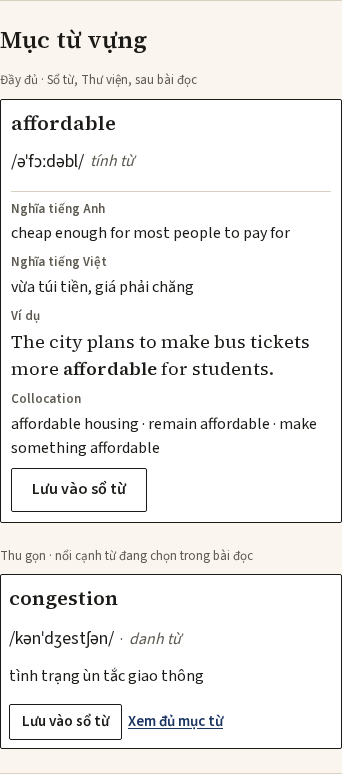 Mục từ vựng
Đầy đủ · Sổ từ, Thư viện, sau bài đọc
affordable
/əˈfɔːdəbl/ tính từ
Nghĩa tiếng Anh
cheap enough for most people to pay for
Nghĩa tiếng Việt
vừa túi tiền, giá phải chăng
Ví dụ
The city plans to make bus tickets
more affordable for students.
Collocation
affordable housing · remain affordable · make
something affordable
Lưu vào sổ từ
Thu gọn · nổi cạnh từ đang chọn trong bài đọc
congestion
/kənˈdʒestʃən/ · danh từ
tình trạng ùn tắc giao thông
Lưu vào sổ từ Xem đủ mục từ